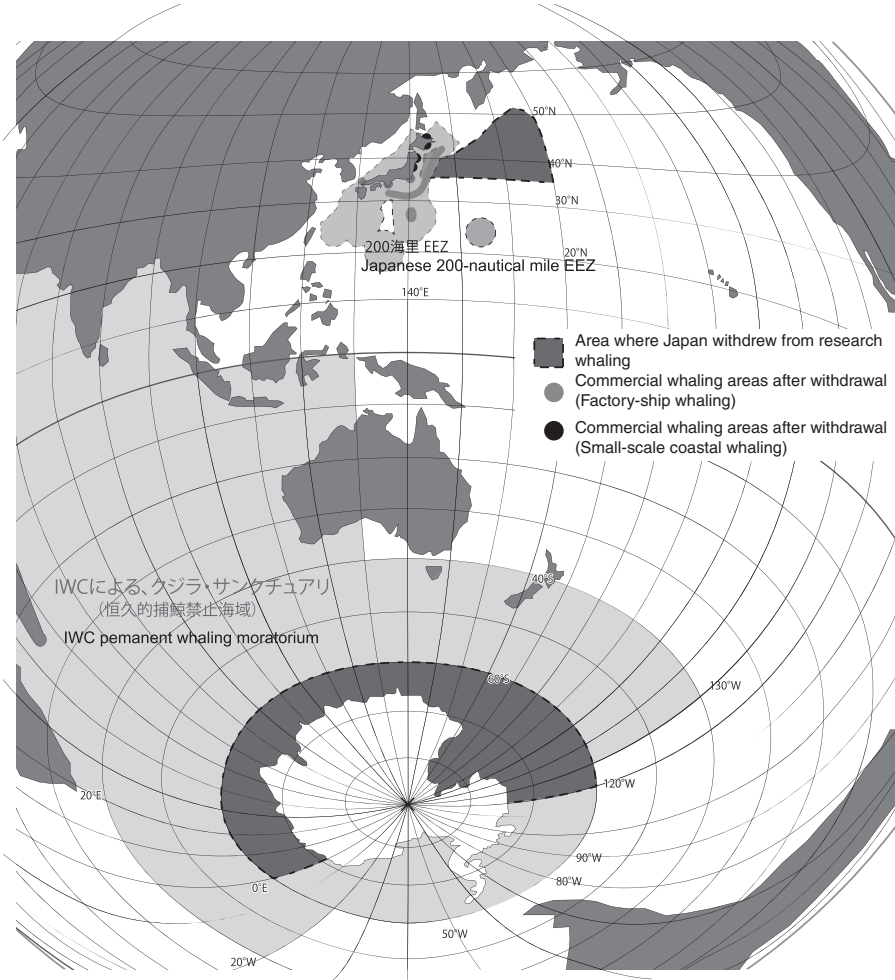 50°N
40°N
30°N
200海里 EEZ
20°N
Japanese 200-nautical mile EEZ
140°E
Area where Japan withdrew from research
whaling
Commercial whaling areas after withdrawal
(Factory-ship whaling)
Commercial whaling areas after withdrawal
(Small-scale coastal whaling)
40°S
IWCによる、クジラ・サンクチュアリ
（恒久的捕鯨禁止海域）
IWC pemanent whaling moratorium
60°S
130°W
120°W
20°E
90°W
80°W
0°E
50°W
20°W